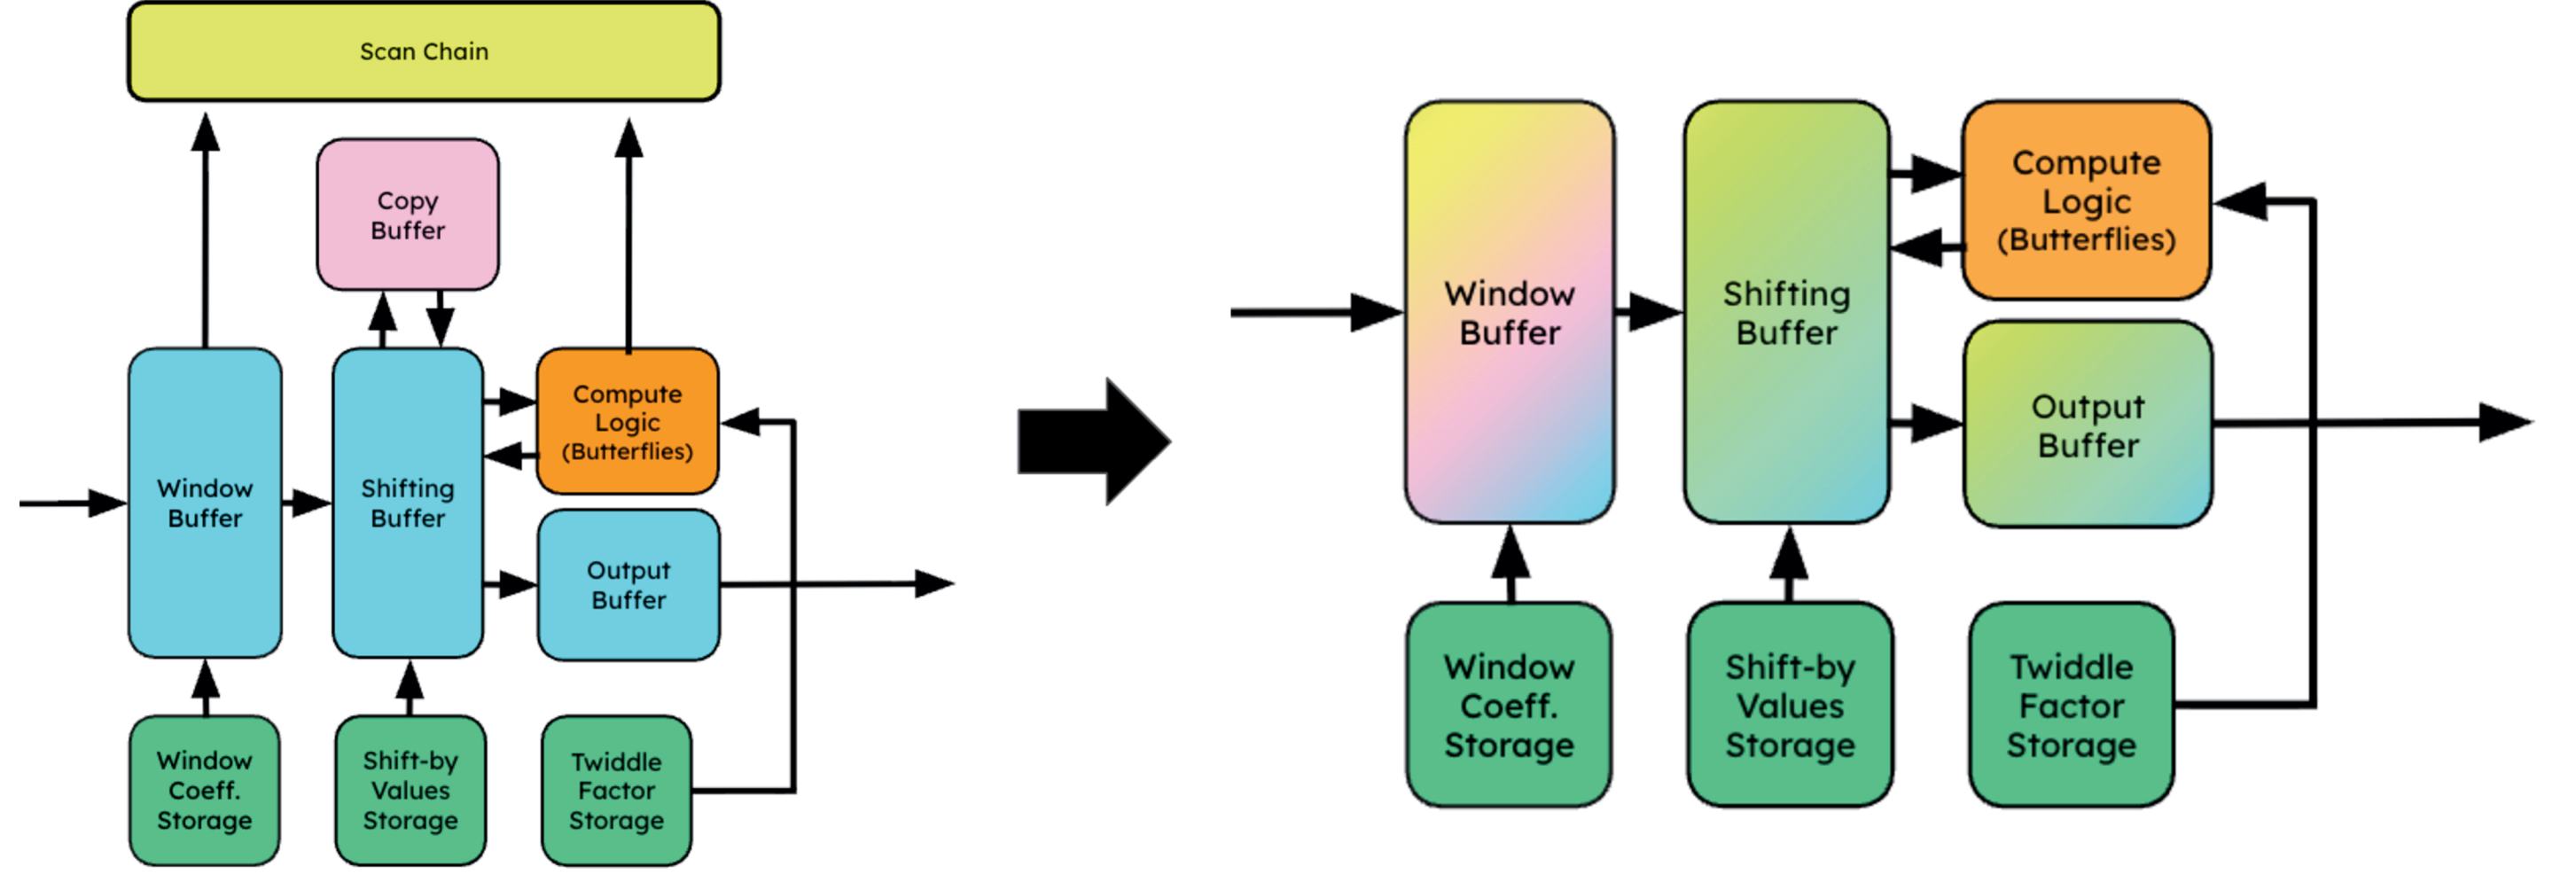 Scan Chain
Copy
Buffer
Window
Buffer
Shifting
Buffer
Compute
Logic
(Butterflies)
Output
Buffer
Window
Coeff.
Storage
Shift-by
Values
Storage
Twiddle
Factor
Storage
Window
Buffer
Shifting
Buffer
Compute
Logic
(Butterflies)
Output
Buffer
Window
Coeff.
Storage
Shift-by
Values
Storage
Twiddle
Factor
Storage